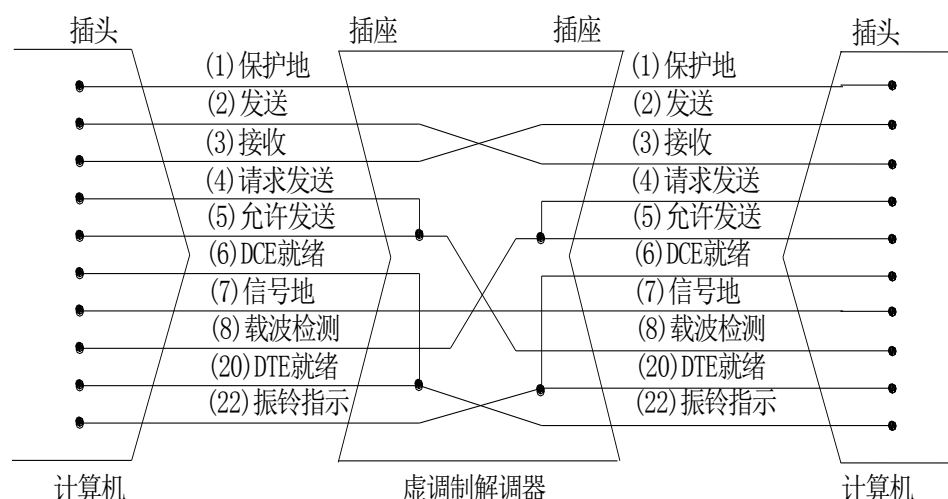 插头 插座 插座 插头
(1)保护地 (1)保护地
(2)发送 (2)发送
(3)接收 (3)接收
(4)请求发送 (4)请求发送
(5)允许发送 (5)允许发送
(6)DCE就绪 (6)DCE就绪
(7)信号地 (7)信号地
(8)载波检测 (8)载波检测
(20)DTE就绪 (20)DTE就绪
(22)振铃指示 (22)振铃指示
计算机 虚调制解调器 计算机